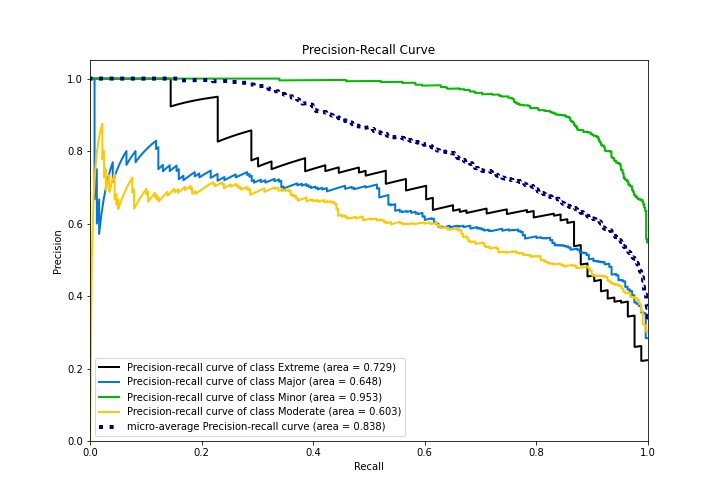 Precision-Recall Curve
Precision
1.0
0.8
0.6
0.4
0.2
0.0
Precision-recall curve of class Extreme (area = 0.729)
Precision-recall curve of class Major (area = 0.648)
Precision-recall curve of class Minor (area = 0.953)
Precision-recall curve of class Moderate (area = 0.603)
micro-average Precision-recall curve (area = 0.838)
0.0 0.2 0.4 0.6 0.8 1.0
Recall